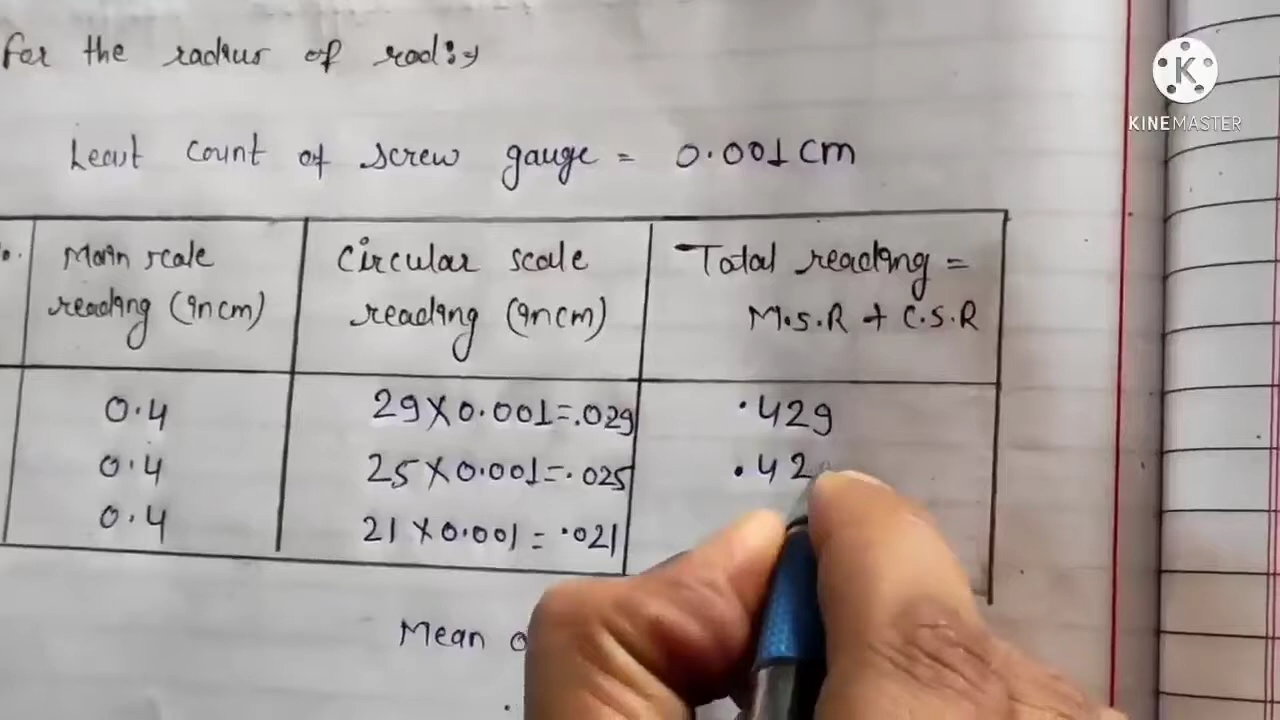 For the radius of rod:→
KINEMASTER
Least count of screw gauge = 0.001 cm
o.
Main scale
reading (in cm)
Circular scale
reading (in cm)
Total reading =
M.S.R + C.S.R
0.4
29 × 0.001 = .029
.429
0.4
25 × 0.001 = .025
.42
0.4
21 × 0.001 = .021
Mean